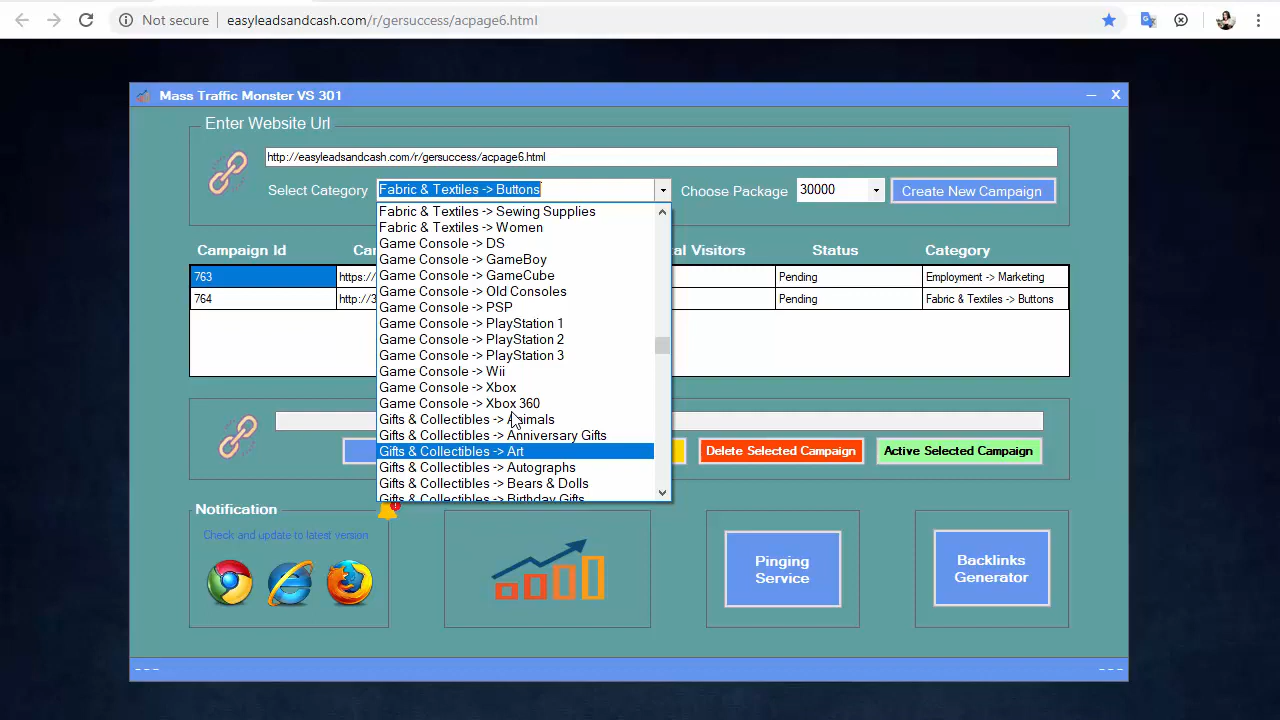 Not secure easyleadsandcash.com/r/gersuccess/acpage6.html
Mass Traffic Monster VS 301
Enter Website Url
http://easyleadsandcash.com/r/gersuccess/acpage6.html
Select Category Fabric & Textiles -> Buttons Choose Package 30000 Create New Campaign
Fabric & Textiles -> Sewing Supplies
Fabric & Textiles -> Women
Game Console -> DS
Game Console -> GameBoy
Game Console -> GameCube
Game Console -> Old Consoles
Game Console -> PSP
Game Console -> PlayStation 1
Game Console -> PlayStation 2
Game Console -> PlayStation 3
Game Console -> Wii
Game Console -> Xbox
Game Console -> Xbox 360
Gifts & Collectibles -> Animals
Gifts & Collectibles -> Anniversary Gifts
Gifts & Collectibles -> Art
Gifts & Collectibles -> Autographs
Gifts & Collectibles -> Bears & Dolls
Gifts & Collectibles -> Birthday Gifts
Campaign Id Visitors Status Category
763 https:/ Pending Employment -> Marketing
764 http://3 Pending Fabric & Textiles -> Buttons
Delete Selected Campaign Active Selected Campaign
Notification
Check and update to latest version
Pinging
Service
Backlinks
Generator